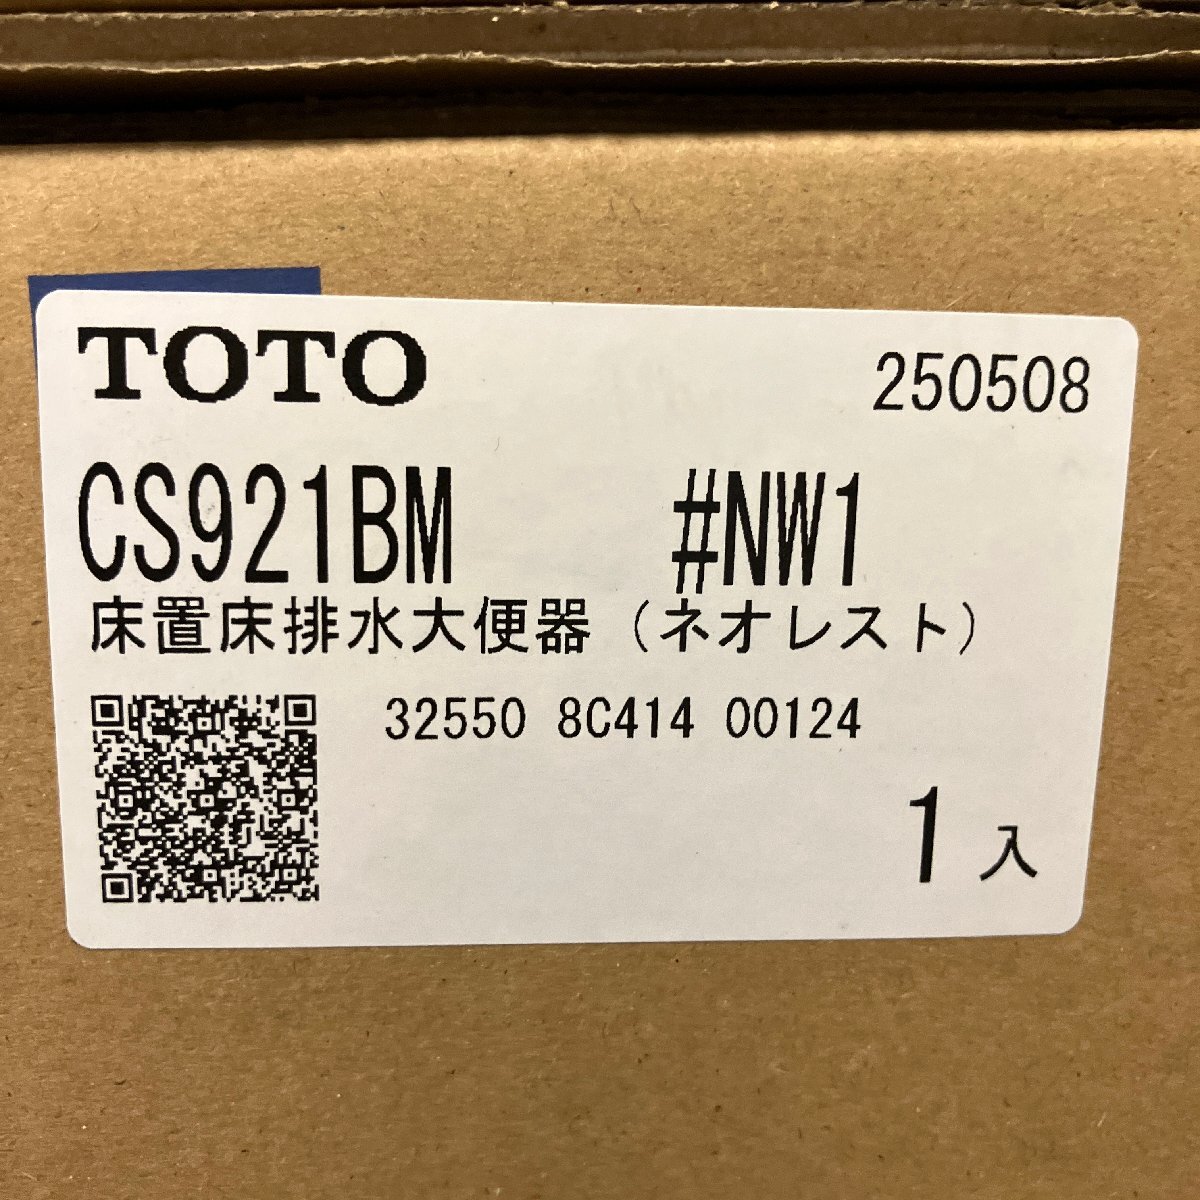 TOTO 250508
CS921BM #NW1
床置床排水大便器（ネオレスト）
32550 8C414 00124
1入